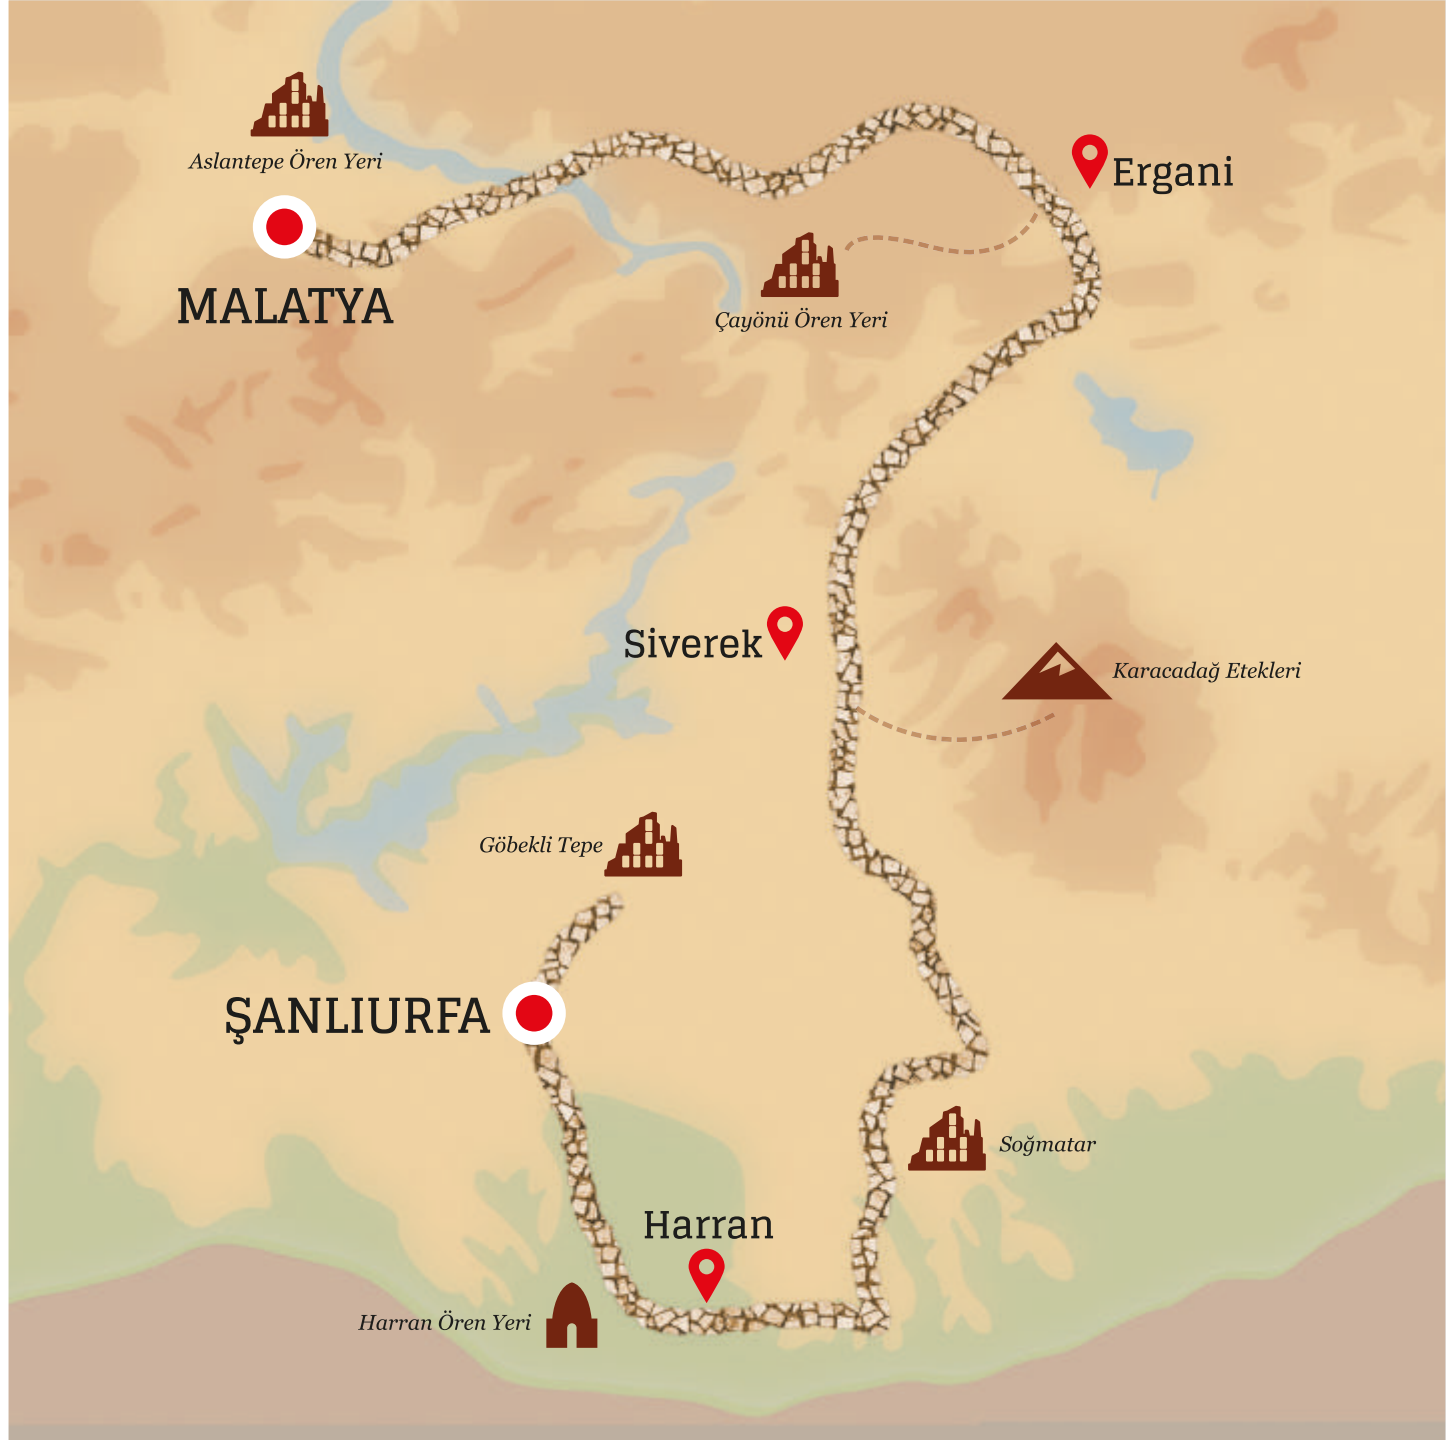 Aslantepe Ören Yeri
Ergani
MALATYA
Çayönü Ören Yeri
Siverek
Karacadağ Etekleri
Göbekli Tepe
ŞANLIURFA
Soğmatar
Harran
Harran Ören Yeri